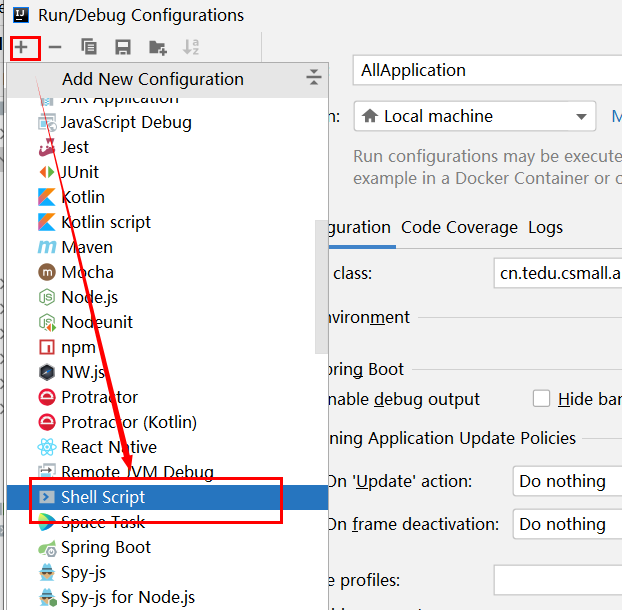 Run/Debug Configurations
Add New Configuration
JAR Application
JavaScript Debug
Jest
JUnit
Kotlin
Kotlin script
Maven
Mocha
Node.js
Nodeunit
npm
NW.js
Protractor
Protractor (Kotlin)
React Native
Remote JVM Debug
Shell Script
Space Task
Spring Boot
Spy-js
Spy-js for Node.js
AllApplication
n:
Local machine
M
Run configurations may be execute
example in a Docker Container or o
guration
Code Coverage
Logs
class:
cn.tedu.csmall.a
nvironment
ring Boot
nable debug output
Hide bar
ning Application Update Policies
On 'Update' action:
Do nothing
On frame deactivation:
Do nothing
e profiles: